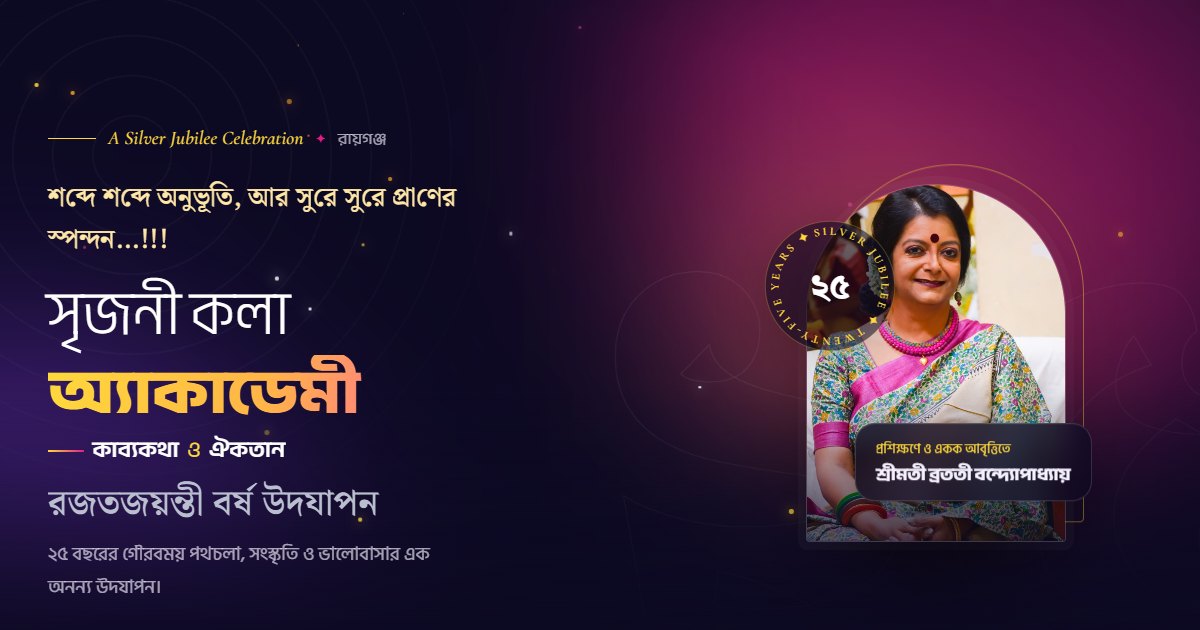 A Silver Jubilee Celebration ✦ রায়গঞ্জ
শব্দে শব্দে অনুভূতি, আর সুরে সুরে প্রাণের
স্পন্দন...!!!
সৃজনী কলা
অ্যাকাডেমী
কাব্যকথা ও ঐকতান
রজতজয়ন্তী বর্ষ উদযাপন
২৫ বছরের গৌরবময় পথচলা, সংস্কৃতি ও ভালোবাসার এক
অনন্য উদযাপন।
SILVER JUBILEE ✦ TWENTY-FIVE YEARS ✦
২৫
প্রশিক্ষণে ও একক আবৃত্তিতে
শ্রীমতী ব্রততী বন্দ্যোপাধ্যায়